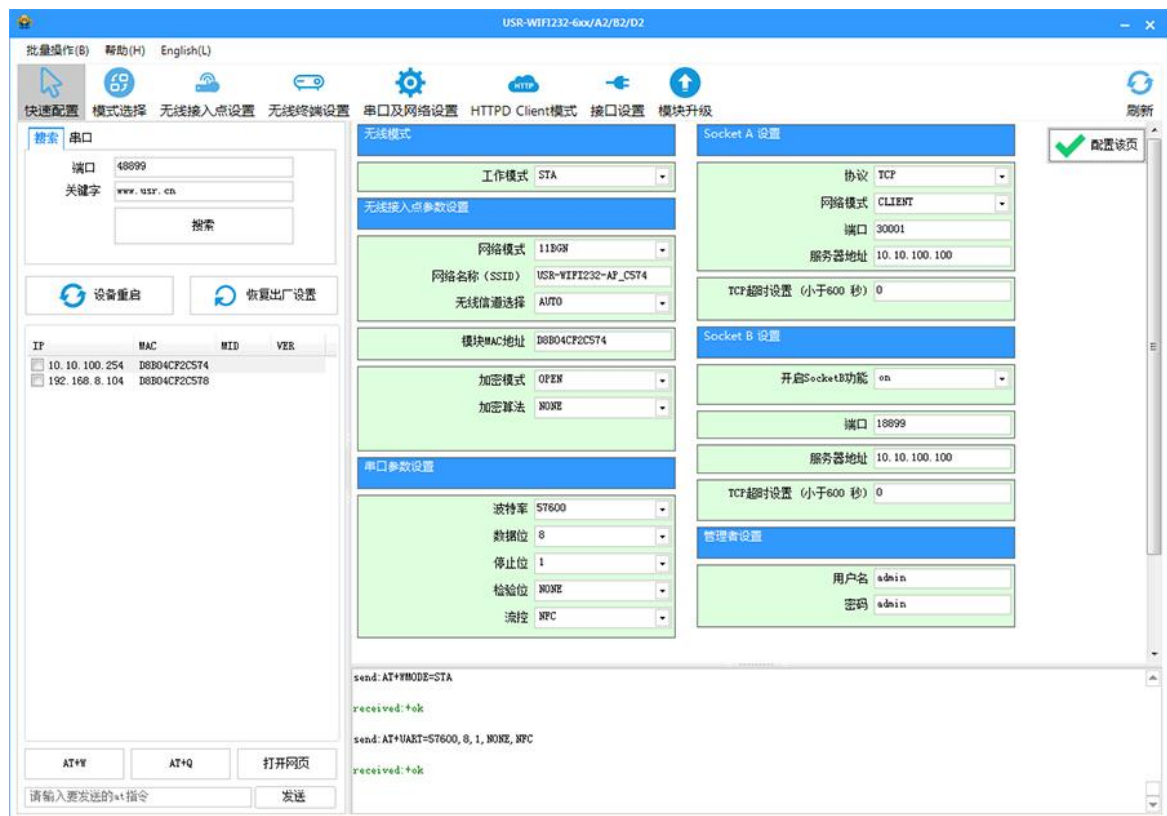 USR-WIFI232-6xx/A2/B2/D2
批量操作(B) 帮助(H) English(L)
快速配置 模式选择 无线接入点设置 无线终端设置 串口及网络设置 HTTPD Client模式 接口设置 模块升级 刷新
HTTP
搜索 串口
端口 48899
关键字 www.usr.cn
搜索
设备重启 恢复出厂设置
IP MAC MID VER
10.10.100.254 D8B04CF2C574
192.168.8.104 D8B04CF2C578
AT+W AT+Q 打开网页
请输入要发送的at指令 发送
无线模式
工作模式 STA
无线接入点参数设置
网络模式 11BGN
网络名称（SSID） USR-WIFI232-AP_C574
无线信道选择 AUTO
模块MAC地址 D8B04CF2C574
加密模式 OPEN
加密算法 NONE
串口参数设置
波特率 57600
数据位 8
停止位 1
检验位 NONE
流控 NFC
Socket A 设置
协议 TCP
网络模式 CLIENT
端口 30001
服务器地址 10.10.100.100
TCP超时设置（小于600 秒） 0
Socket B 设置
开启SocketB功能 on
端口 18899
服务器地址 10.10.100.100
TCP超时设置（小于600 秒） 0
管理者设置
用户名 admin
密码 admin
配置该页
send:AT+WMODE=STA
received:+ok
send:AT+UART=57600,8,1,NONE,NFC
received:+ok